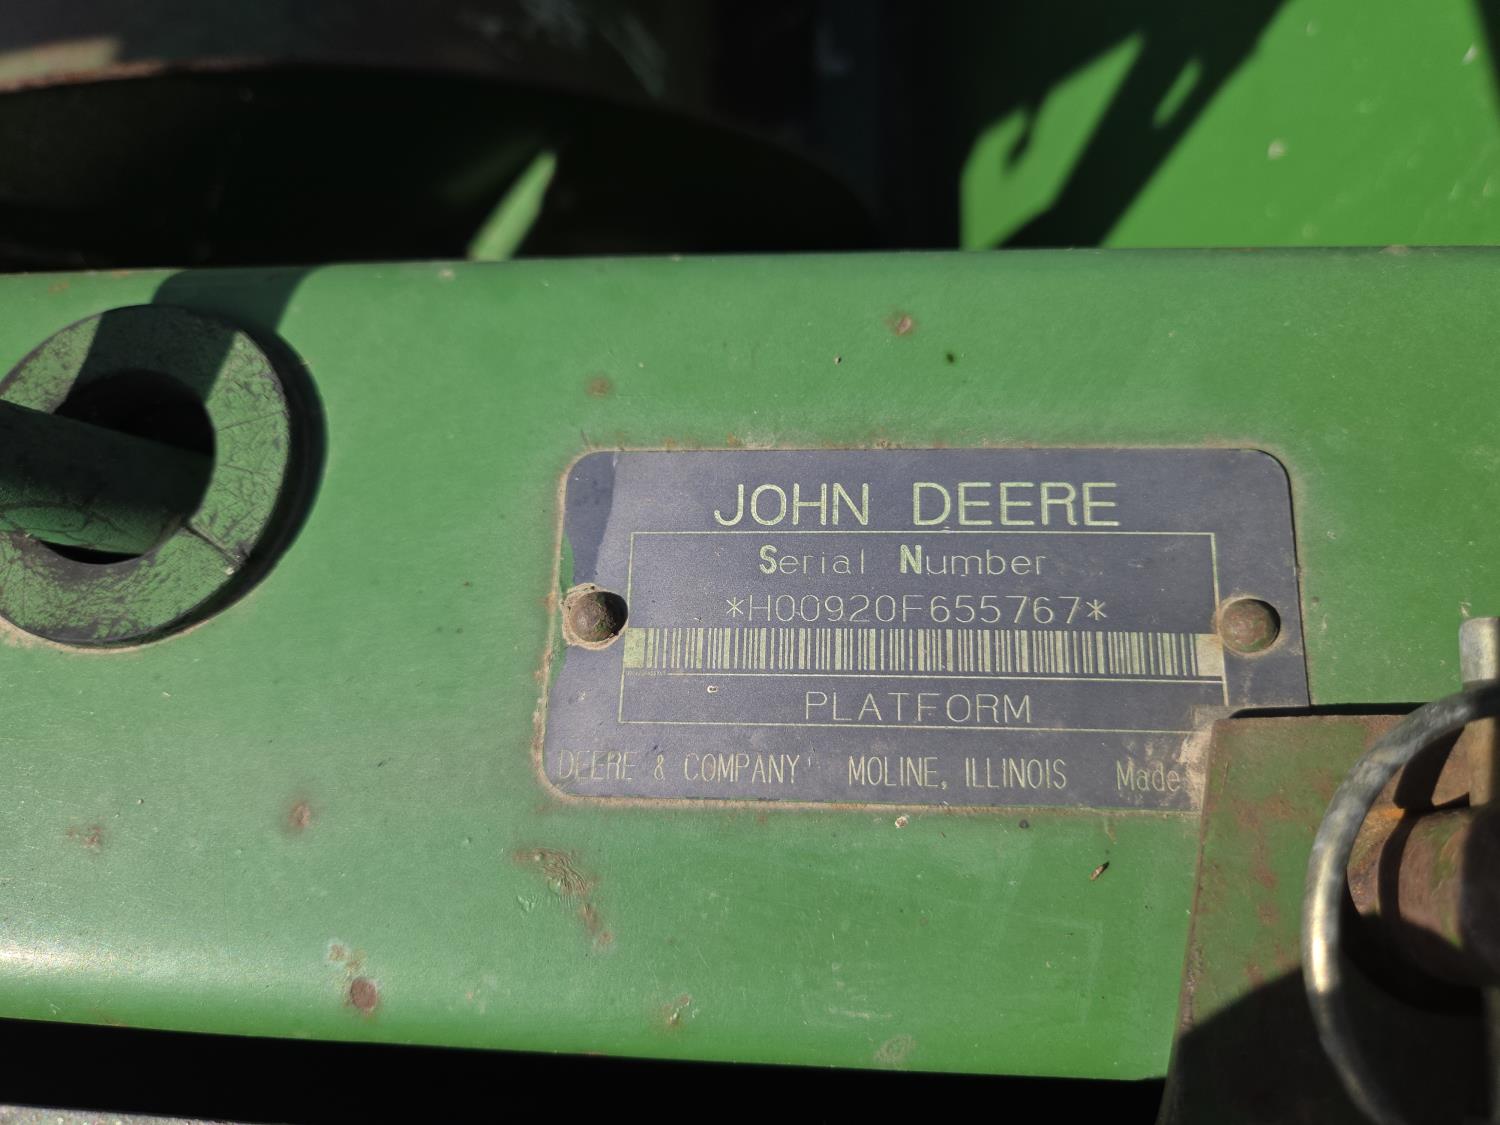 JOHN DEERE
Serial Number
*H00920F655767*
PLATFORM
DEERE & COMPANY MOLINE, ILLINOIS Made